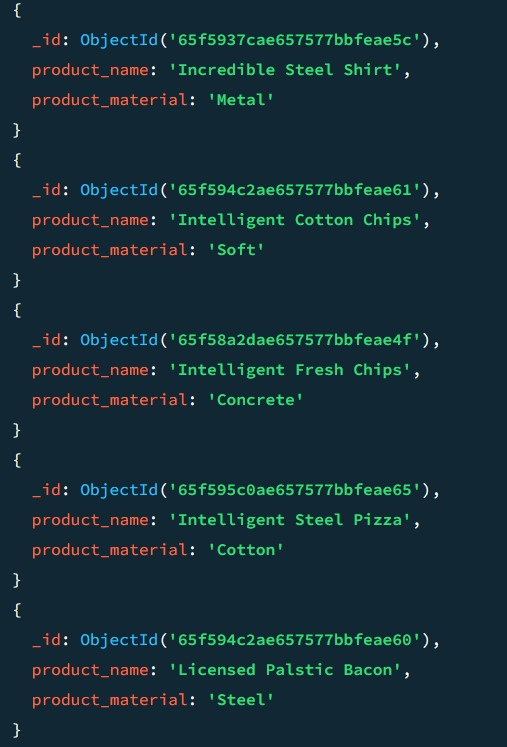 {
_id: ObjectId('65f5937cae657577bbfeae5c'),
product_name: 'Incredible Steel Shirt',
product_material: 'Metal'
}
{
_id: ObjectId('65f594c2ae657577bbfeae61'),
product_name: 'Intelligent Cotton Chips',
product_material: 'Soft'
}
{
_id: ObjectId('65f58a2dae657577bbfeae4f'),
product_name: 'Intelligent Fresh Chips',
product_material: 'Concrete'
}
{
_id: ObjectId('65f595c0ae657577bbfeae65'),
product_name: 'Intelligent Steel Pizza',
product_material: 'Cotton'
}
{
_id: ObjectId('65f594c2ae657577bbfeae60'),
product_name: 'Licensed Palstic Bacon',
product_material: 'Steel'
}